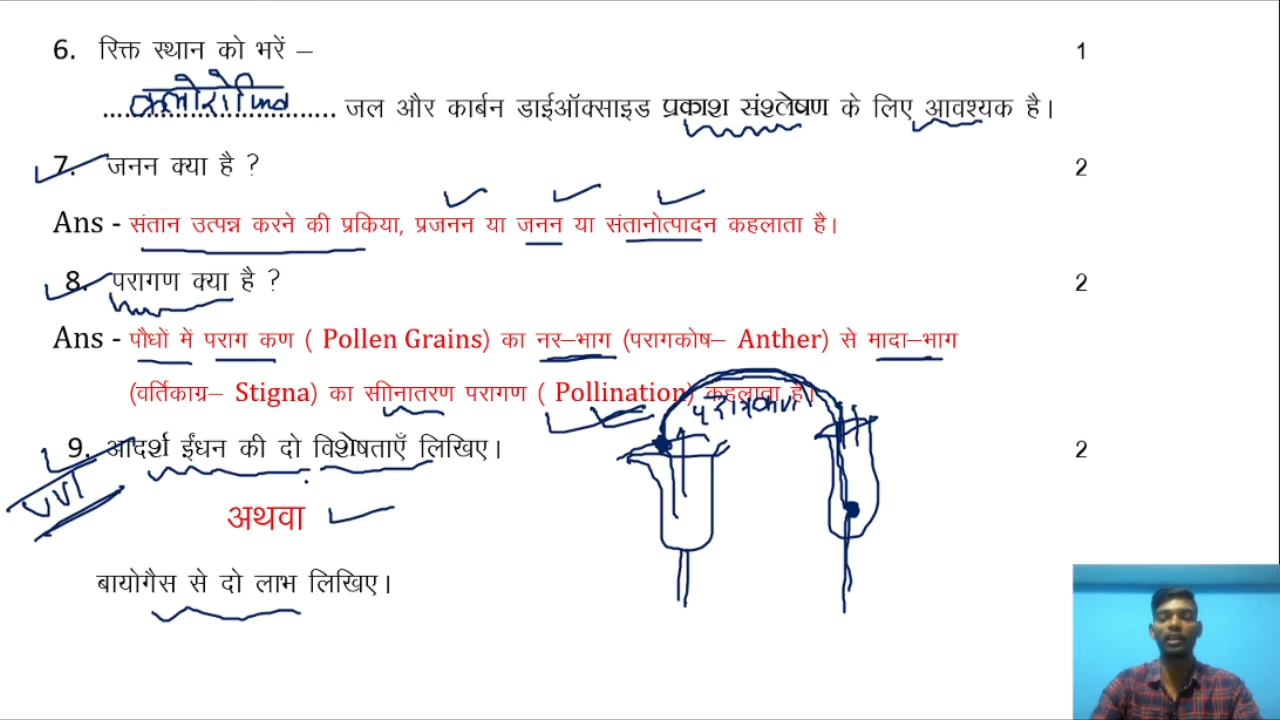 6. रिक्त स्थान को भरें – 1
क्लोरोफिल
................................ जल और कार्बन डाईऑक्साइड प्रकाश संश्लेषण के लिए आवश्यक है।
7. जनन क्या है ? 2
Ans - संतान उत्पन्न करने की प्रकिया, प्रजनन या जनन या संतानोत्पादन कहलाता है।
8. परागण क्या है ? 2
Ans - पौधों में पराग कण ( Pollen Grains) का नर–भाग (परागकोष– Anther) से मादा–भाग
(वर्तिकाग्र– Stigna) का सीानातरण परागण ( Pollination) कहलाता है।
परागकण
9. आदर्श ईंधन की दो विशेषताएँ लिखिए। 2
VVI
अथवा
बायोगैस से दो लाभ लिखिए।